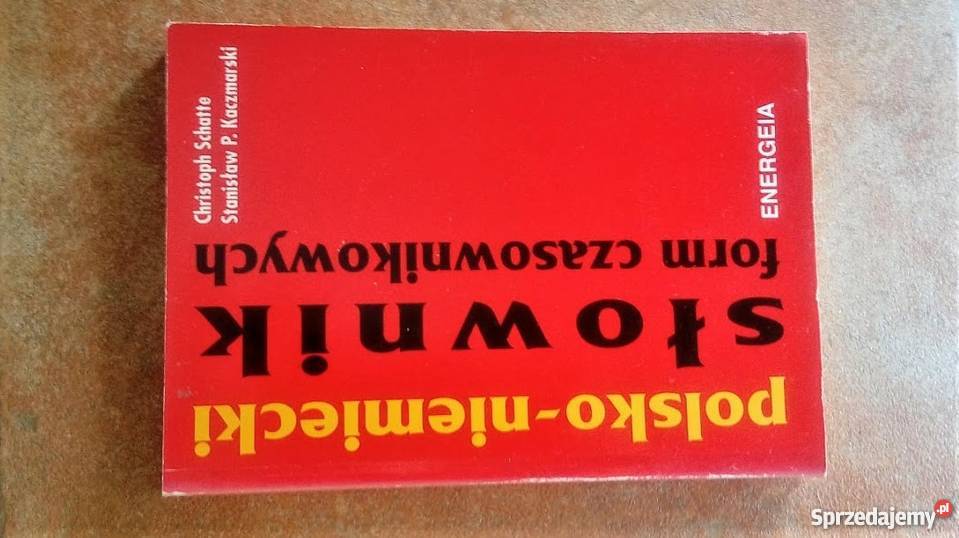 Christoph Schatte
Stanisław P. Kaczmarski
polsko-niemiecki
słownik
form czasownikowych
ENERGEIA
Sprzedajemy.pl